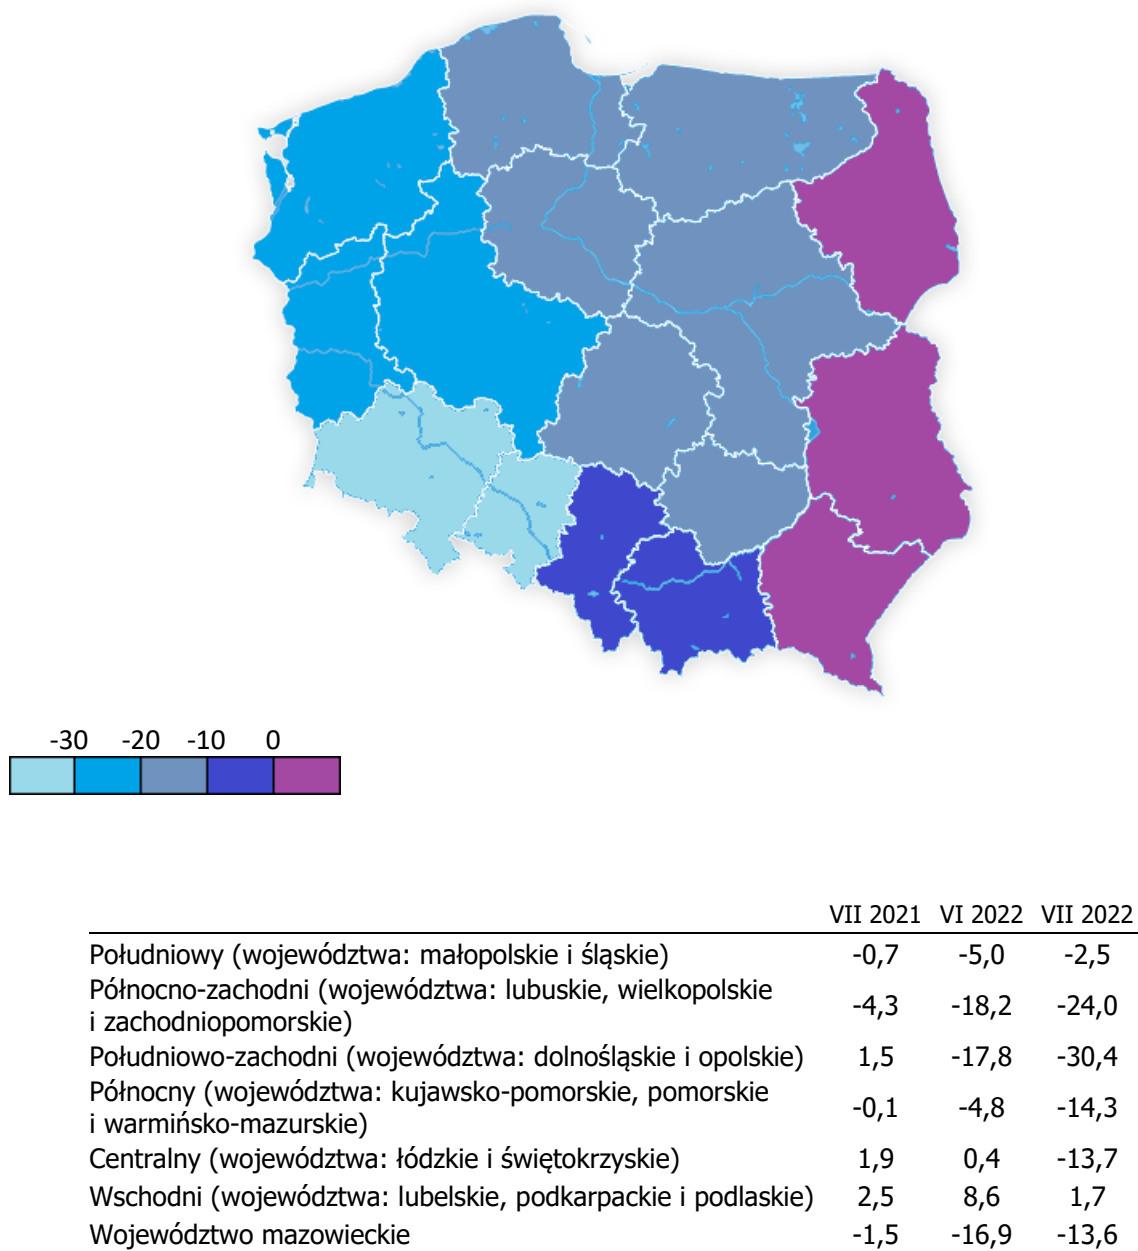 -30 -20 -10 0
VII 2021 VI 2022 VII 2022
Południowy (województwa: małopolskie i śląskie) -0,7 -5,0 -2,5
Północno-zachodni (województwa: lubuskie, wielkopolskie
i zachodniopomorskie) -4,3 -18,2 -24,0
Południowo-zachodni (województwa: dolnośląskie i opolskie) 1,5 -17,8 -30,4
Północny (województwa: kujawsko-pomorskie, pomorskie
i warmińsko-mazurskie) -0,1 -4,8 -14,3
Centralny (województwa: łódzkie i świętokrzyskie) 1,9 0,4 -13,7
Wschodni (województwa: lubelskie, podkarpackie i podlaskie) 2,5 8,6 1,7
Województwo mazowieckie -1,5 -16,9 -13,6